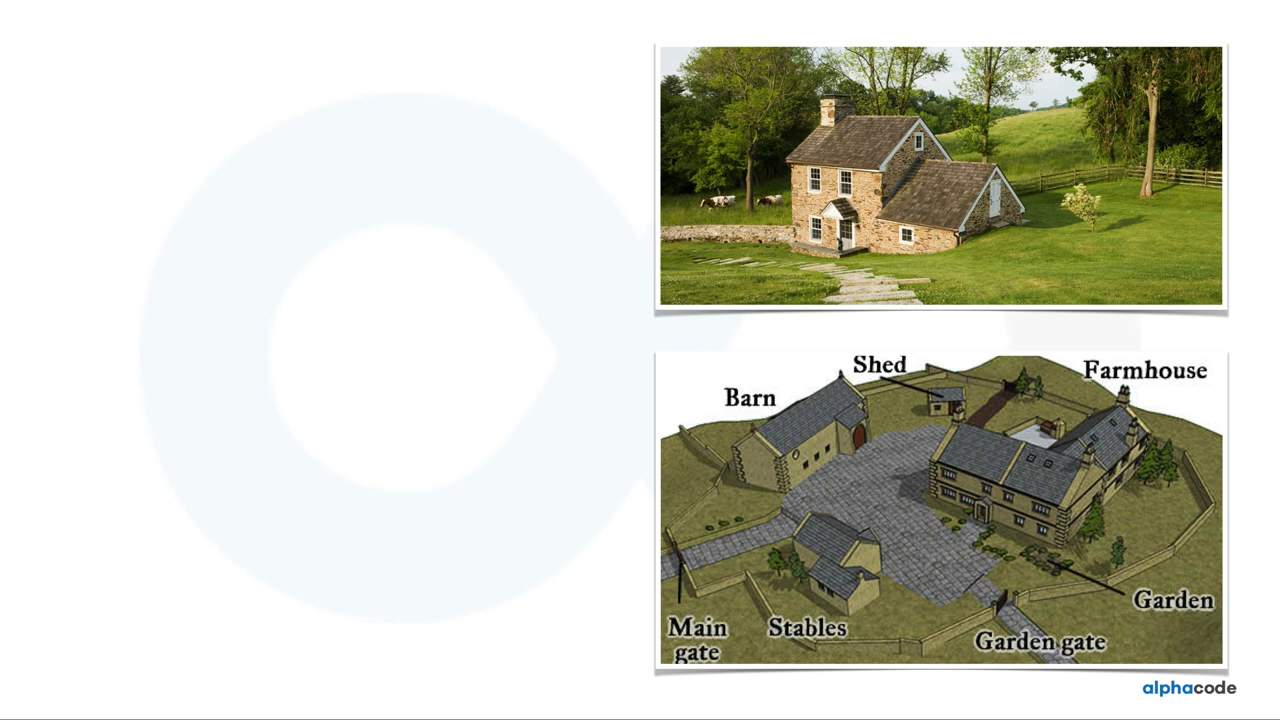 Shed
Farmhouse
Barn
Garden
Main
gate
Stables
Garden gate
alphacode